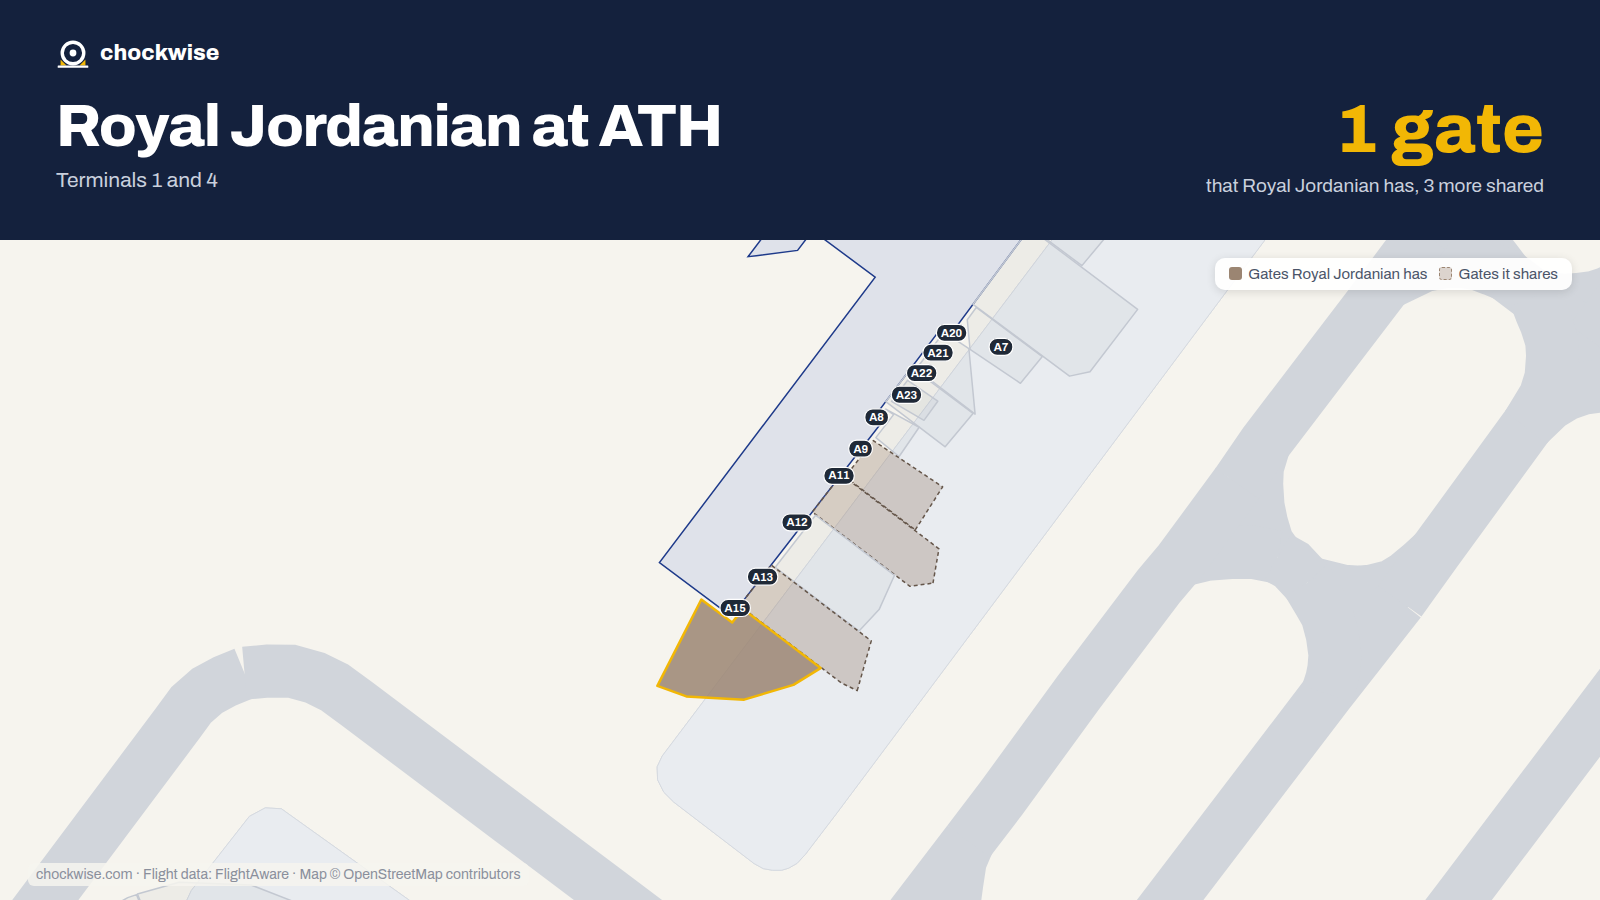 chockwise
Royal Jordanian at ATH
Terminals 1 and 4
1 gate
that Royal Jordanian has, 3 more shared
Gates Royal Jordanian has
Gates it shares
A20
A7
A21
A22
A23
A8
A9
A11
A12
A13
A15
chockwise.com · Flight data: FlightAware · Map © OpenStreetMap contributors